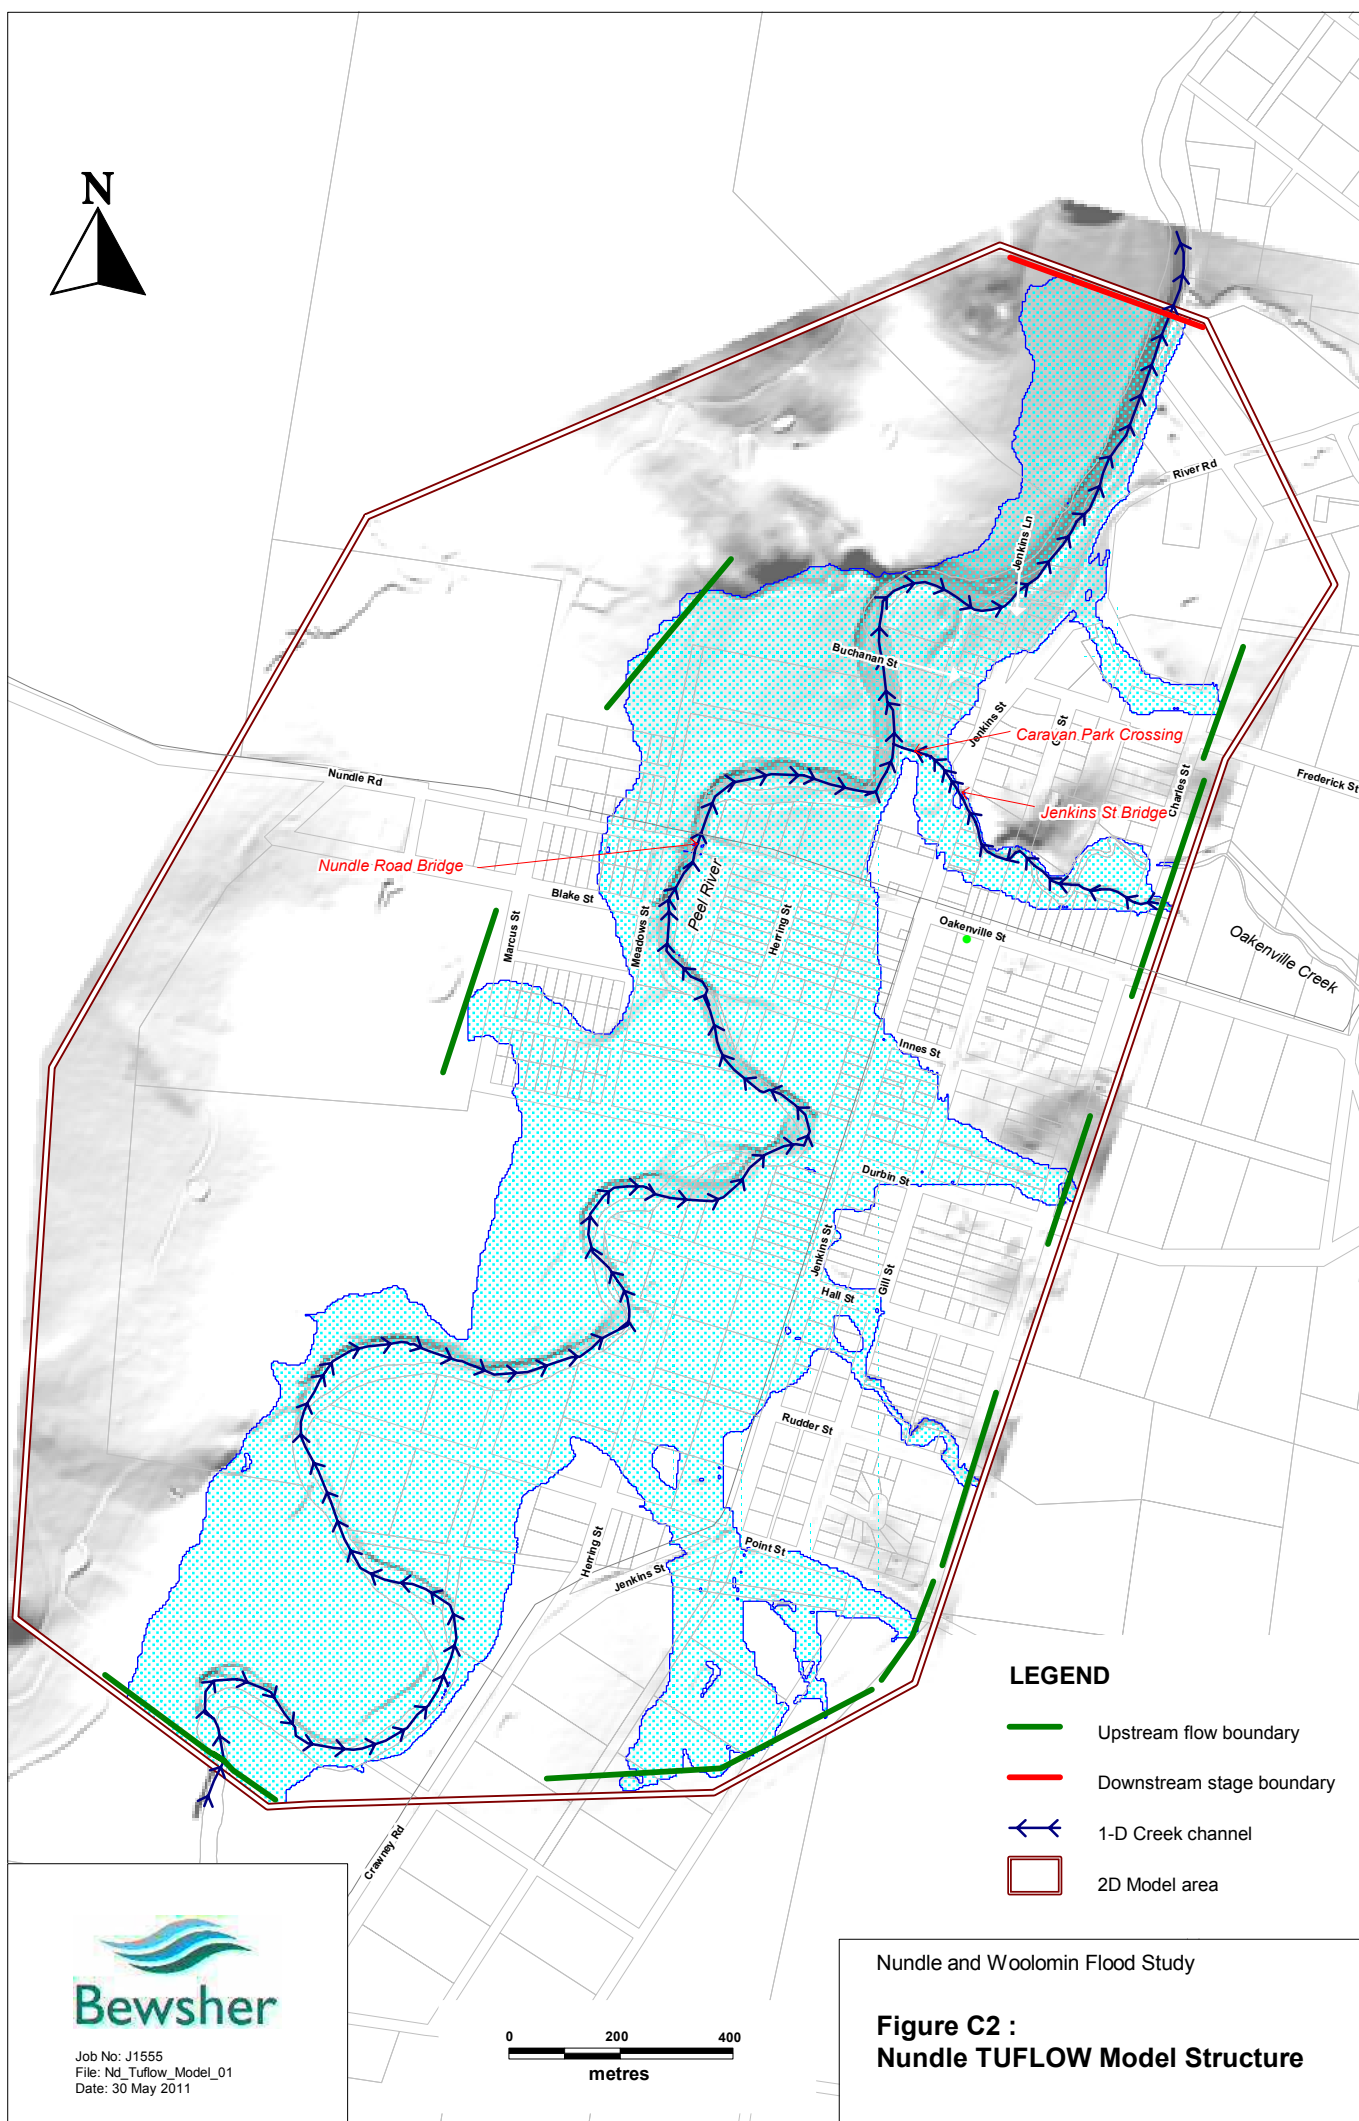 N
River Rd
Jenkins Ln
Buchanan St
Jenkins St
St
Caravan Park Crossing
Frederick St
Charles St
Nundle Rd
Jenkins St Bridge
Nundle Road Bridge
Peel River
Blake St
Marcus St
Meadows St
Herring St
Oakenville St
Oakenville Creek
Innes St
Durbin St
Jenkins St
Gill St
Hall St
Rudder St
Point St
Herring St
Jenkins St
Crawney Rd
LEGEND
Upstream flow boundary
Downstream stage boundary
1-D Creek channel
2D Model area
Bewsher
Job No: J1555
File: Nd_Tuflow_Model_01
Date: 30 May 2011
0 200 400
metres
Nundle and Woolomin Flood Study
Figure C2 :
Nundle TUFLOW Model Structure